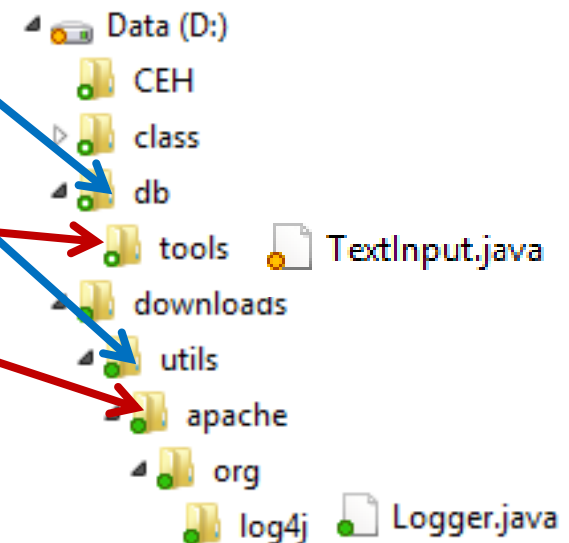 Data (D:)
CEH
class
db
tools TextInput.java
downloads
utils
apache
org
log4j Logger.java